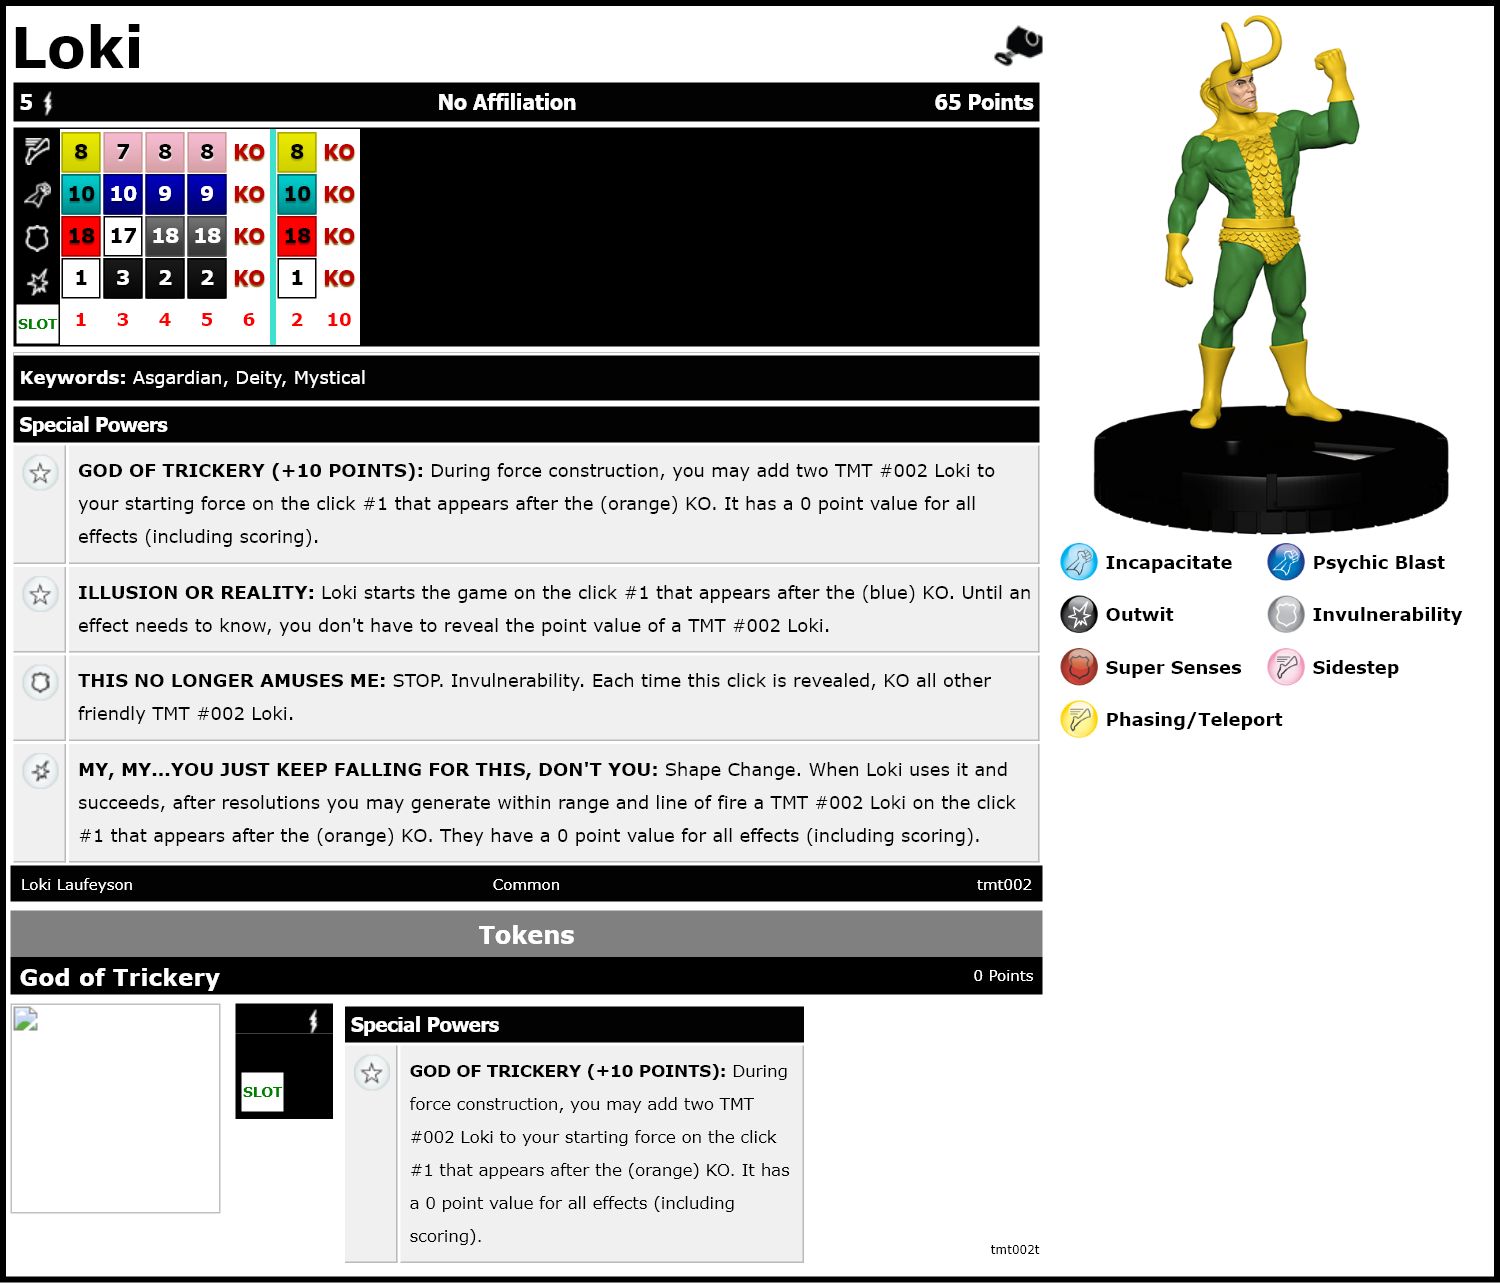 Loki
5 No Affiliation 65 Points
8 7 8 8 KO 8 KO
10 10 9 9 KO 10 KO
18 17 18 18 KO 18 KO
1 3 2 2 KO 1 KO
SLOT 1 3 4 5 6 2 10
Keywords: Asgardian, Deity, Mystical
Special Powers
GOD OF TRICKERY (+10 POINTS): During force construction, you may add two TMT #002 Loki to
your starting force on the click #1 that appears after the (orange) KO. It has a 0 point value for all
effects (including scoring).
ILLUSION OR REALITY: Loki starts the game on the click #1 that appears after the (blue) KO. Until an
effect needs to know, you don't have to reveal the point value of a TMT #002 Loki.
THIS NO LONGER AMUSES ME: STOP. Invulnerability. Each time this click is revealed, KO all other
friendly TMT #002 Loki.
MY, MY...YOU JUST KEEP FALLING FOR THIS, DON'T YOU: Shape Change. When Loki uses it and
succeeds, after resolutions you may generate within range and line of fire a TMT #002 Loki on the click
#1 that appears after the (orange) KO. They have a 0 point value for all effects (including scoring).
Loki Laufeyson Common tmt002
Incapacitate Psychic Blast
Outwit Invulnerability
Super Senses Sidestep
Phasing/Teleport
Tokens
God of Trickery 0 Points
SLOT
Special Powers
GOD OF TRICKERY (+10 POINTS): During
force construction, you may add two TMT
#002 Loki to your starting force on the click
#1 that appears after the (orange) KO. It has
a 0 point value for all effects (including
scoring).
tmt002t